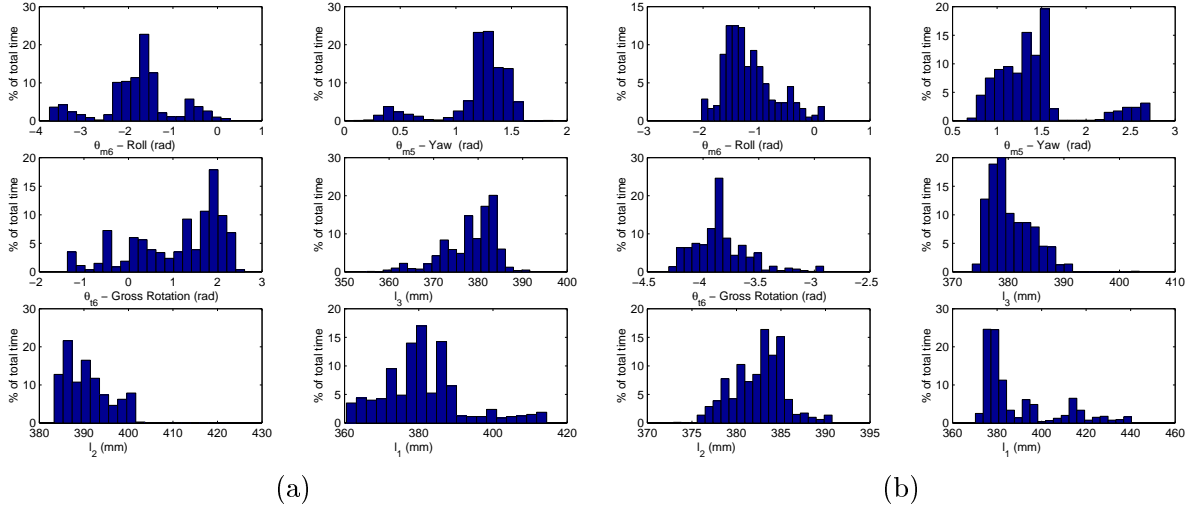 % of total time
30
20
10
0
−4 −3 −2 −1 0 1
θm6 − Roll (rad)
% of total time
30
20
10
0
0 0.5 1 1.5 2
θm5 − Yaw (rad)
% of total time
20
15
10
5
0
−2 −1 0 1 2 3
θt6 − Gross Rotation (rad)
% of total time
30
20
10
0
350 360 370 380 390 400
l3 (mm)
% of total time
30
20
10
0
380 390 400 410 420 430
l2 (mm)
% of total time
20
15
10
5
0
360 380 400 420
l1 (mm)
(a)
% of total time
15
10
5
0
−3 −2 −1 0 1
θm6 − Roll (rad)
% of total time
20
15
10
5
0
0.5 1 1.5 2 2.5 3
θm5 − Yaw (rad)
% of total time
30
20
10
0
−4.5 −4 −3.5 −3 −2.5
θt6 − Gross Rotation (rad)
% of total time
20
15
10
5
0
370 380 390 400 410
l3 (mm)
% of total time
20
15
10
5
0
370 375 380 385 390 395
l2 (mm)
% of total time
30
20
10
0
360 380 400 420 440 460
l1 (mm)
(b)